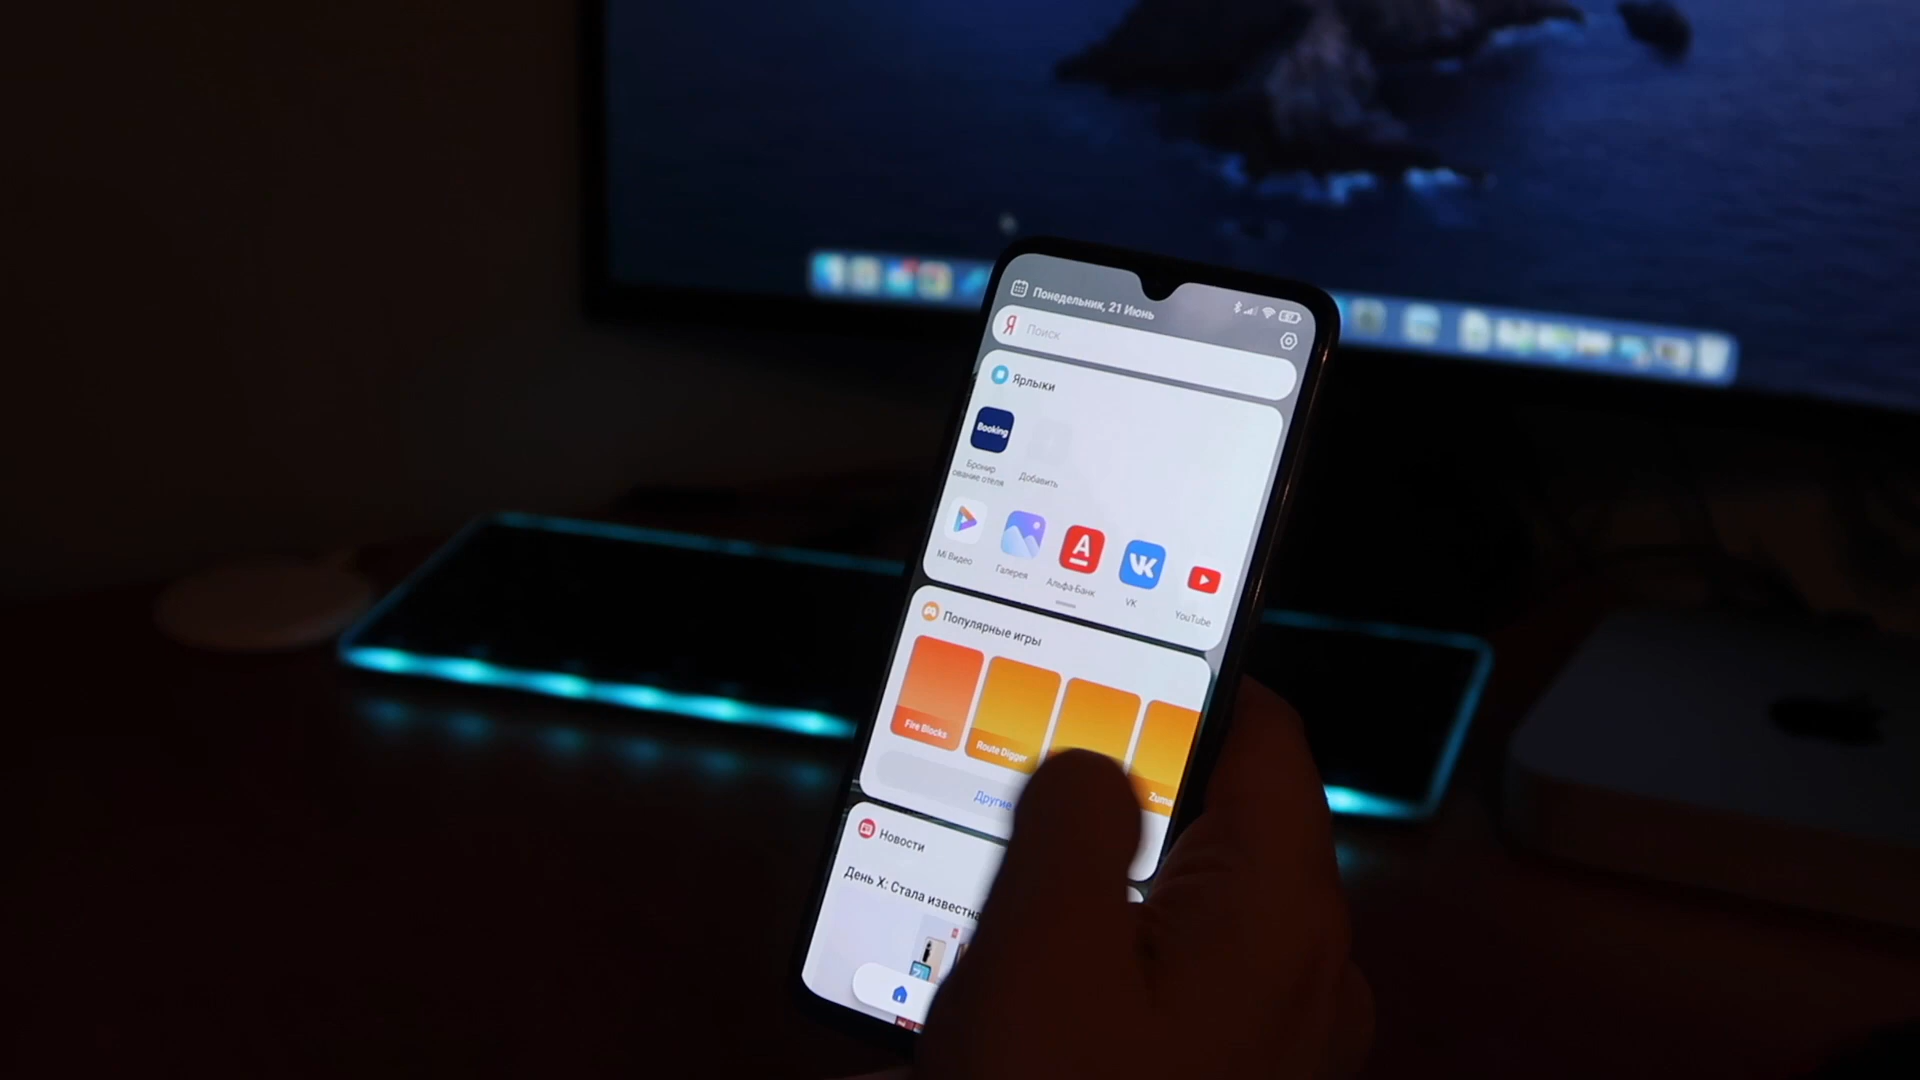 Понедельник, 21 Июнь
Я Поиск
Ярлыки
Booking
Бронир
ование отеля
Добавить
Mi Видео
Галерея
Альфа-Банк
VK
YouTube
Популярные игры
Fire Blocks
Route Digger
Zuma
Другие
Новости
День X: Стала известна